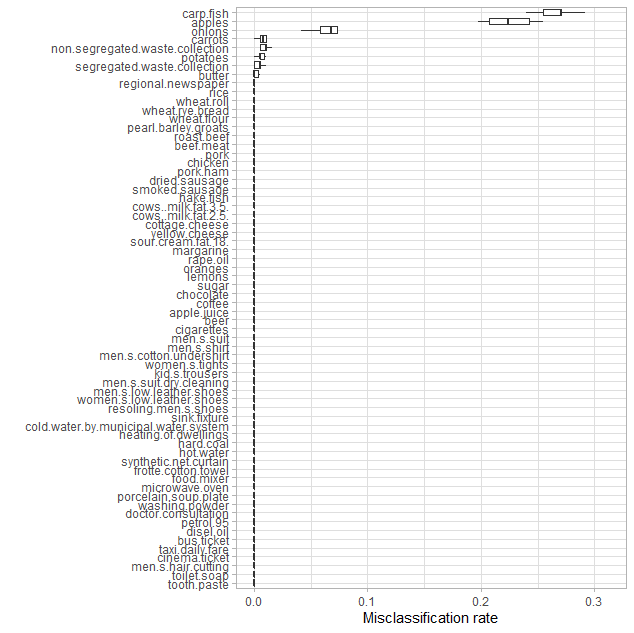 carp.fish
apples
onions
carrots
non.segregated.waste.collection
potatoes
segregated.waste.collection
butter
regional.newspaper
rice
wheat.roll
wheat.rye.bread
wheat.flour
pearl.barley.groats
roast.beef
beef.meat
pork
chicken
pork.ham
dried.sausage
smoked.sausage
hake.fish
cows..milk.fat.3.5.
cows..milk.fat.2.5.
cottage.cheese
yellow.cheese
sour.cream.fat.18.
margarine
rape.oil
oranges
lemons
sugar
chocolate
coffee
apple.juice
beer
cigarettes
men.s.suit
men.s.shirt
men.s.cotton.undershirt
women.s.tights
kid.s.trousers
men.s.suit.dry.cleaning
men.s.low.leather.shoes
women.s.low.leather.shoes
resoling.men.s.shoes
sink.fixture
cold.water.by.municipal.water.system
heating.of.dwellings
hard.coal
hot.water
synthetic.net.curtain
frotte.cotton.towel
food.mixer
microwave.oven
porcelain.soup.plate
washing.powder
doctor.consultation
petrol.95
disel.oil
bus.ticket
taxi.daily.fare
cinema.ticket
men.s.hair.cutting
toilet.soap
tooth.paste
0.0 0.1 0.2 0.3
Misclassification rate